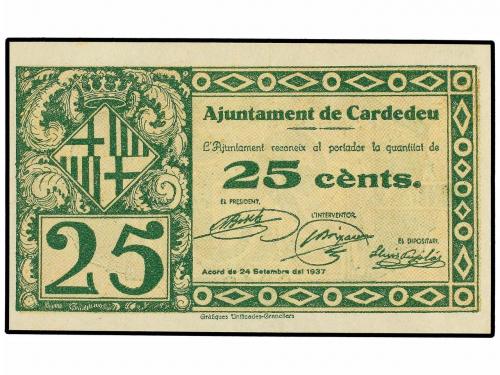 Ajuntament de Cardedeu
L'Ajuntament reconeix al portador la quantitat de
25 cènts.
EL PRESIDENT,
L'INTERVENTOR,
EL DIPOSITARI,
25
Acord de 24 Setembre del 1937
Gràfiques Unificades-Granollers